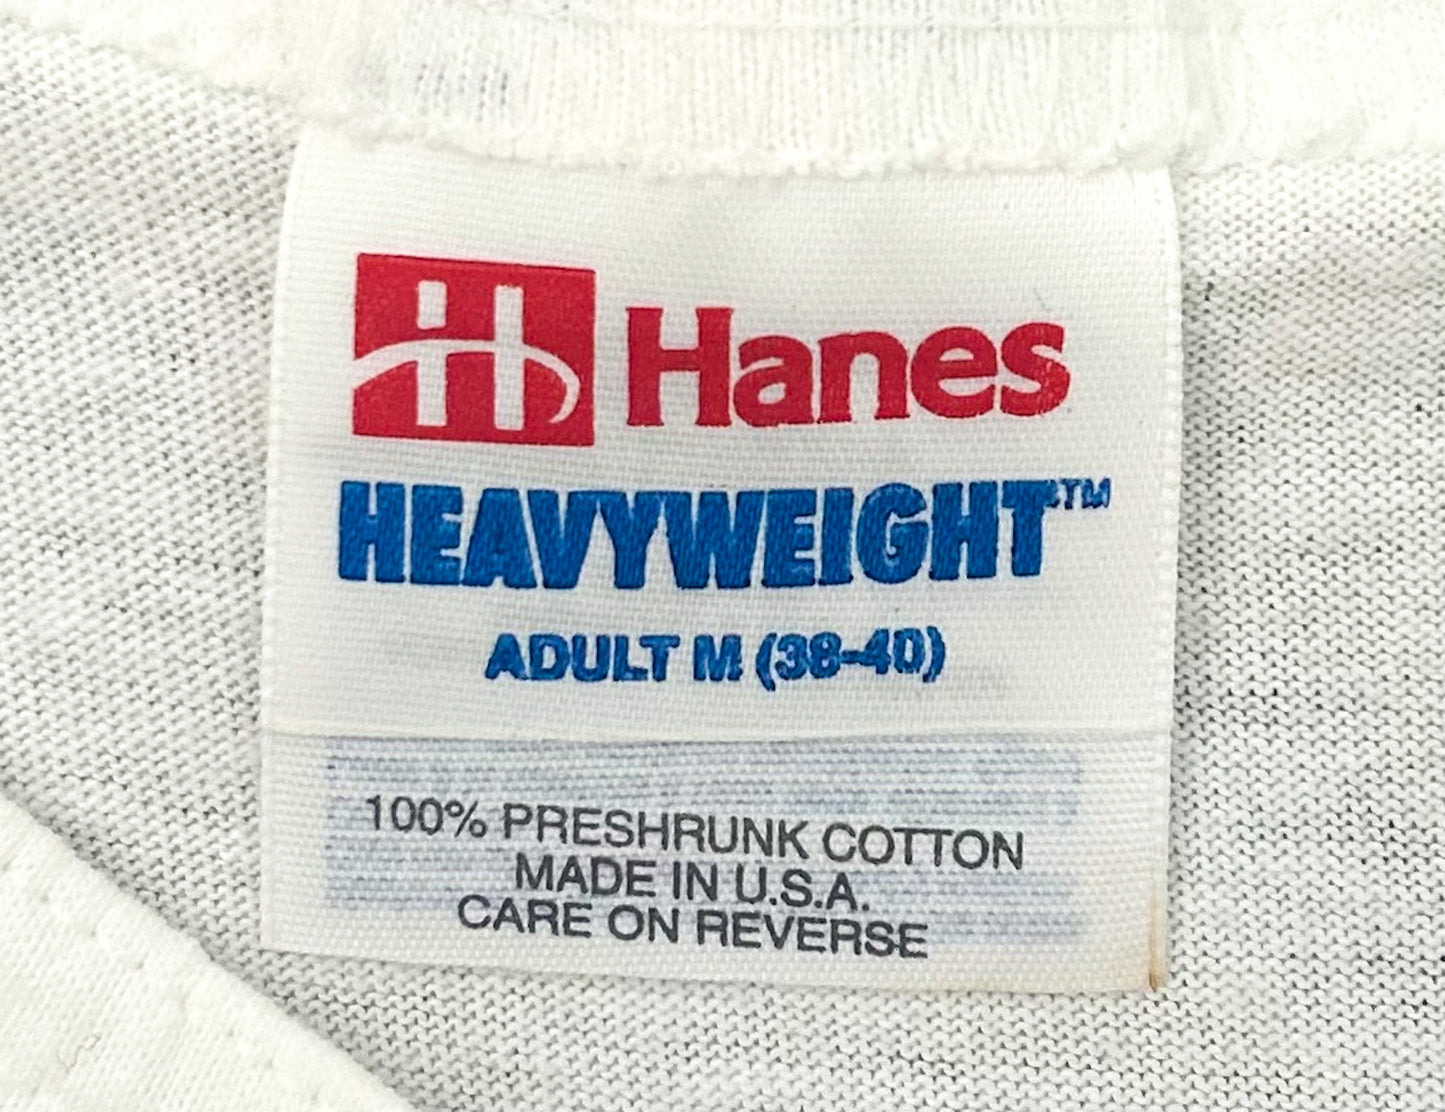 H Hanes
HEAVYWEIGHT™
ADULT M (38-40)
100% PRESHRUNK COTTON
MADE IN U.S.A.
CARE ON REVERSE